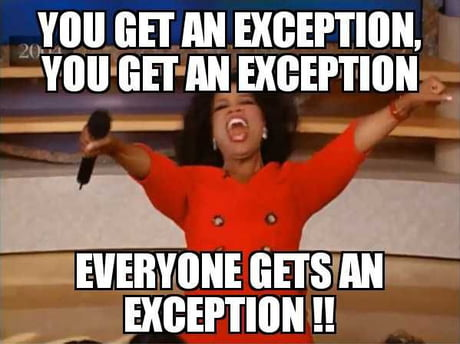 YOU GET AN EXCEPTION,
YOU GET AN EXCEPTION
EVERYONE GETS AN
EXCEPTION !!